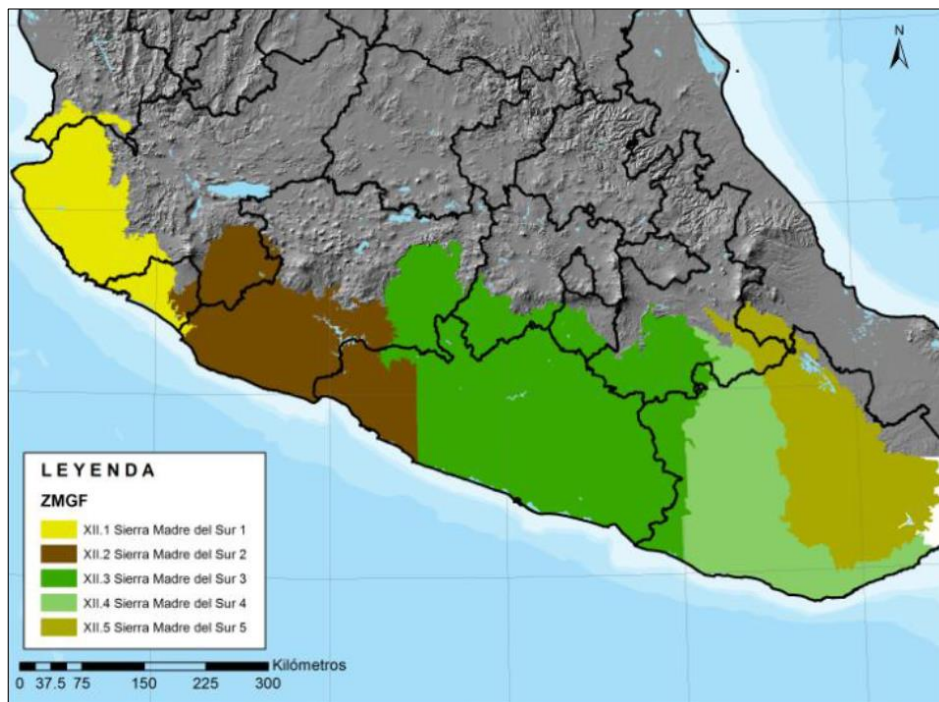 N
LEYENDA
ZMGF
XII.1 Sierra Madre del Sur 1
XII.2 Sierra Madre del Sur 2
XII.3 Sierra Madre del Sur 3
XII.4 Sierra Madre del Sur 4
XII.5 Sierra Madre del Sur 5
Kilómetros
0 37.5 75 150 225 300